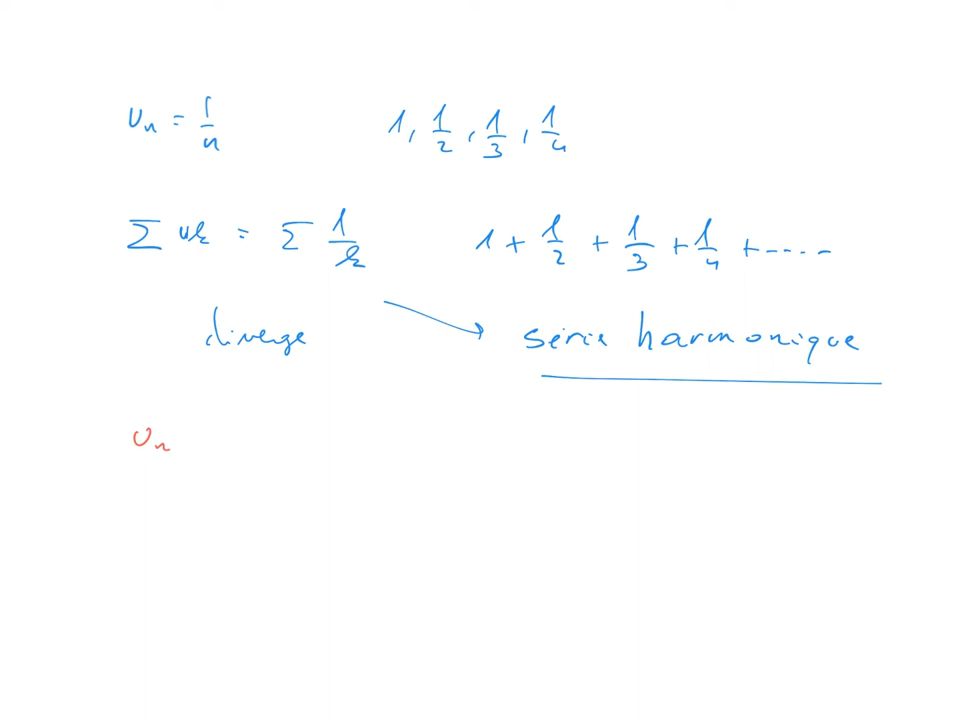 uₙ = 1/n 1, 1/2, 1/3, 1/4
∑ uk = ∑ 1/k 1 + 1/2 + 1/3 + 1/4 + ....
diverge → série harmonique
uₙ